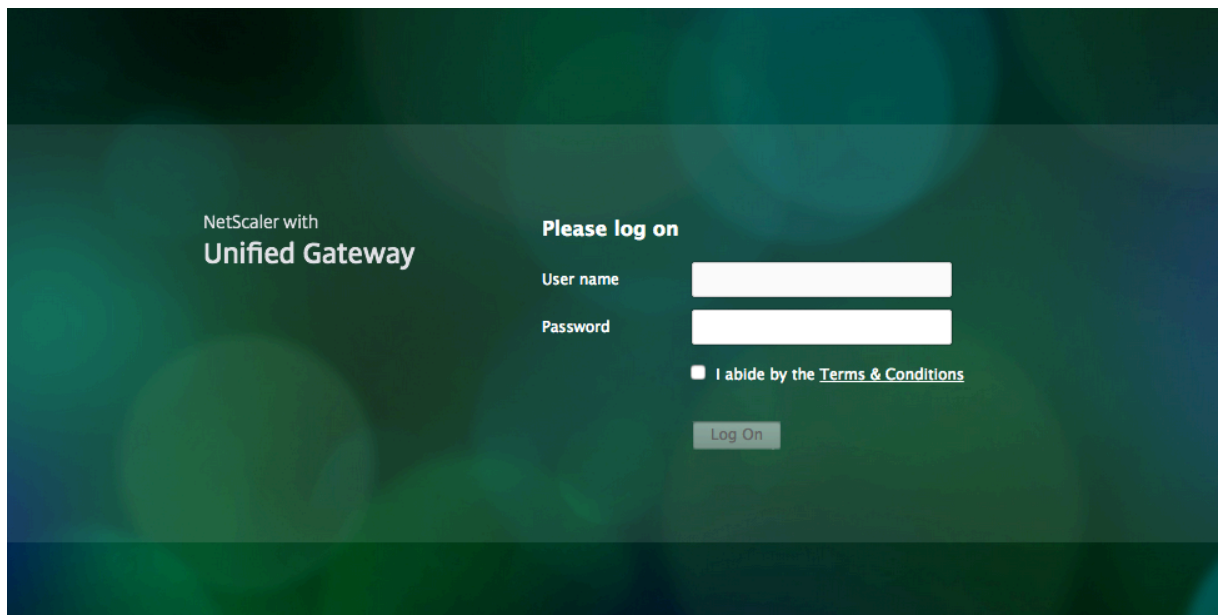 NetScaler with
Unified Gateway
Please log on
User name
Password
I abide by the Terms & Conditions
Log On